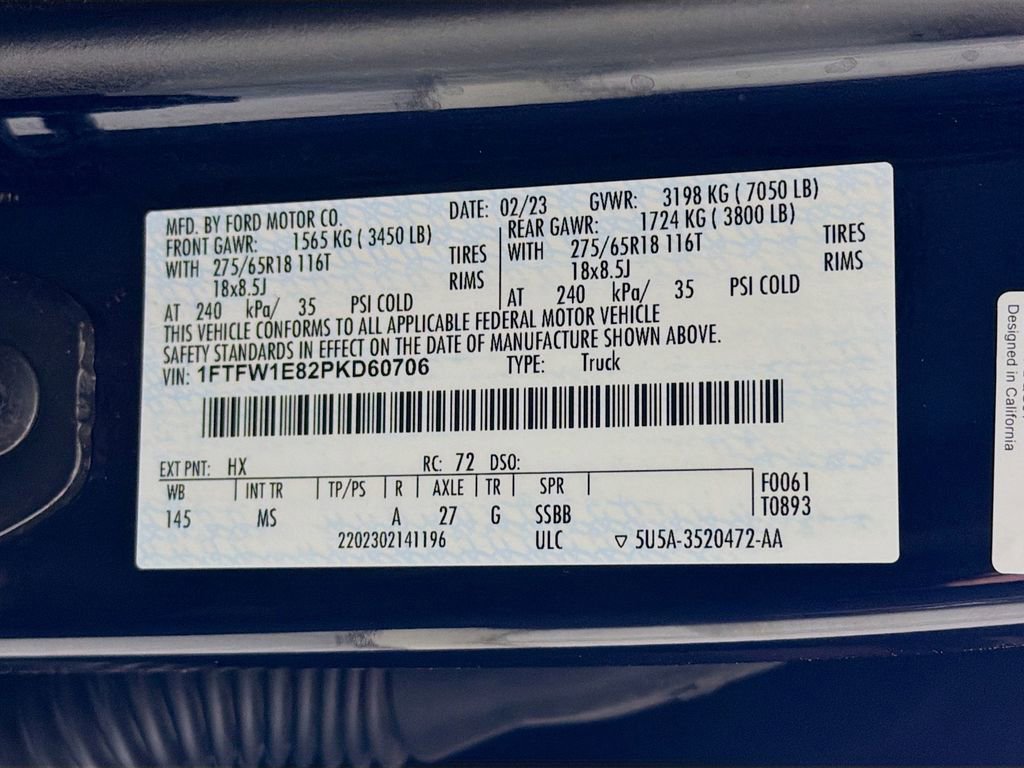 MFD. BY FORD MOTOR CO. DATE: 02/23 GVWR: 3198 KG ( 7050 LB)
FRONT GAWR: 1565 KG ( 3450 LB) REAR GAWR: 1724 KG ( 3800 LB)
WITH 275/65R18 116T TIRES WITH 275/65R18 116T TIRES
18x8.5J RIMS 18x8.5J RIMS
AT 240 kPa/ 35 PSI COLD AT 240 kPa/ 35 PSI COLD
THIS VEHICLE CONFORMS TO ALL APPLICABLE FEDERAL MOTOR VEHICLE
SAFETY STANDARDS IN EFFECT ON THE DATE OF MANUFACTURE SHOWN ABOVE.
VIN: 1FTFW1E82PKD60706 TYPE: Truck
EXT PNT: HX RC: 72 DSO:
WB INT TR TP/PS R AXLE TR SPR F0061
145 MS A 27 G SSBB T0893
2202302141196 ULC ▽ 5U5A-3520472-AA
Designed in California